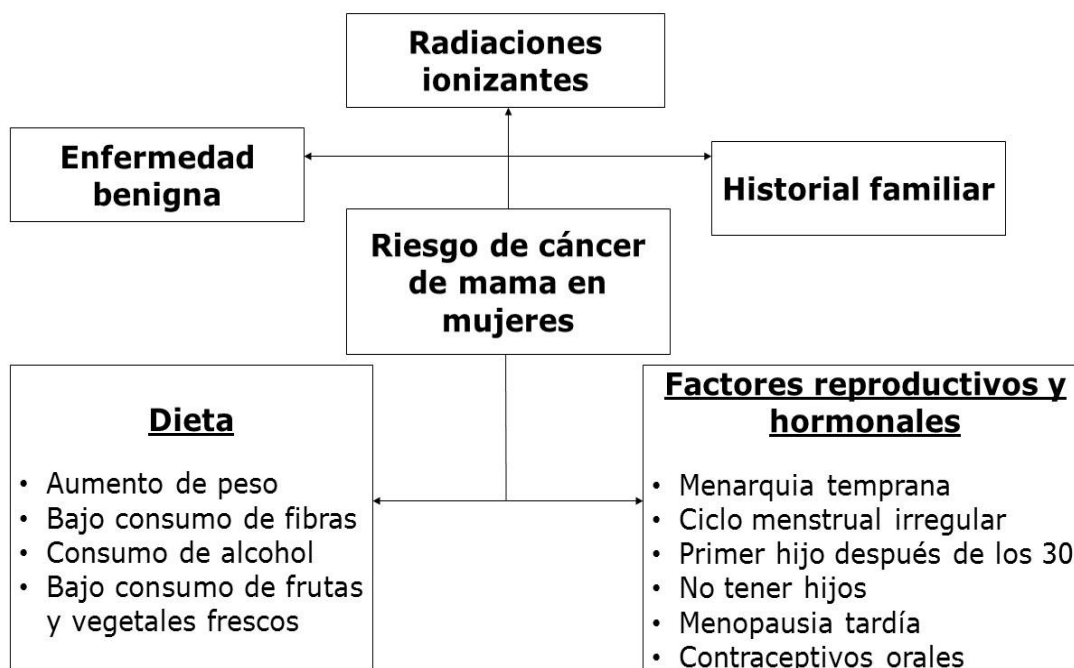 Radiaciones
ionizantes
Enfermedad
benigna
Historial familiar
Riesgo de cáncer
de mama en
mujeres
Dieta
• Aumento de peso
• Bajo consumo de fibras
• Consumo de alcohol
• Bajo consumo de frutas
y vegetales frescos
Factores reproductivos y
hormonales
• Menarquia temprana
• Ciclo menstrual irregular
• Primer hijo después de los 30
• No tener hijos
• Menopausia tardía
• Contraceptivos orales